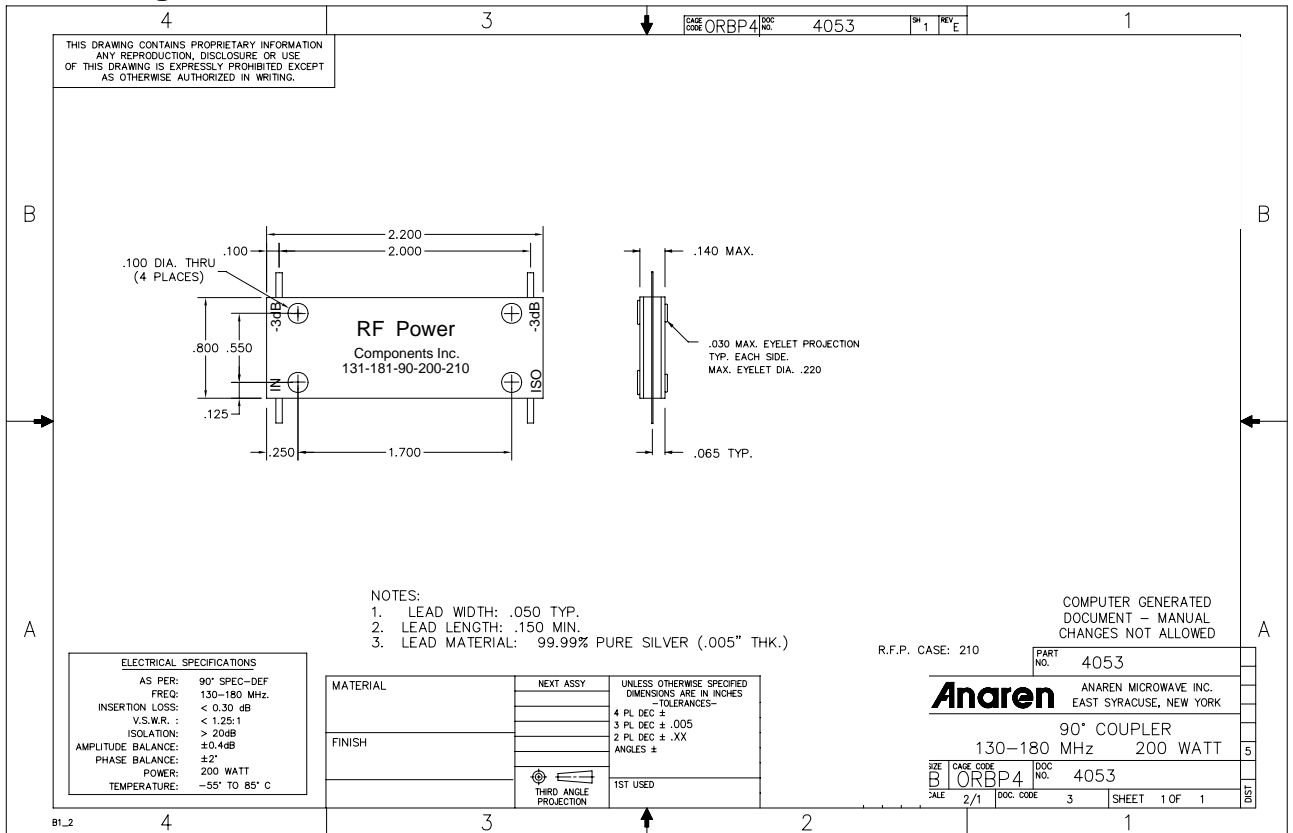 4
3
CAGE CODE 0RBP4 DOC NO. 4053 SH 1 REV E
1
THIS DRAWING CONTAINS PROPRIETARY INFORMATION
ANY REPRODUCTION, DISCLOSURE OR USE
OF THIS DRAWING IS EXPRESSLY PROHIBITED EXCEPT
AS OTHERWISE AUTHORIZED IN WRITING.
B
B
2.200
.100
2.000
.140 MAX.
.100 DIA. THRU
(4 PLACES)
-3dB
-3dB
RF Power
Components Inc.
131-181-90-200-210
.800
.550
IN
ISO
.125
.250
1.700
.030 MAX. EYELET PROJECTION
TYP. EACH SIDE.
MAX. EYELET DIA. .220
.065 TYP.
NOTES:
1. LEAD WIDTH: .050 TYP.
2. LEAD LENGTH: .150 MIN.
3. LEAD MATERIAL: 99.99% PURE SILVER (.005" THK.)
COMPUTER GENERATED
DOCUMENT – MANUAL
CHANGES NOT ALLOWED
A
A
ELECTRICAL SPECIFICATIONS
AS PER: 90° SPEC-DEF
FREQ: 130-180 MHz.
INSERTION LOSS: < 0.30 dB
V.S.W.R. : < 1.25:1
ISOLATION: > 20dB
AMPLITUDE BALANCE: ±0.4dB
PHASE BALANCE: ±2°
POWER: 200 WATT
TEMPERATURE: -55° TO 85° C
MATERIAL
FINISH
NEXT ASSY
THIRD ANGLE
PROJECTION
UNLESS OTHERWISE SPECIFIED
DIMENSIONS ARE IN INCHES
-TOLERANCES-
4 PL DEC ±
3 PL DEC ± .005
2 PL DEC ± .XX
ANGLES ±
1ST USED
R.F.P. CASE: 210
PART NO. 4053
Anaren
ANAREN MICROWAVE INC.
EAST SYRACUSE, NEW YORK
90° COUPLER
130-180 MHz 200 WATT
5
SIZE B CAGE CODE 0RBP4 DOC NO. 4053
CALE 2/1 DOC. CODE 3 SHEET 1 OF 1
DIST
B1_2
4
3
2
1